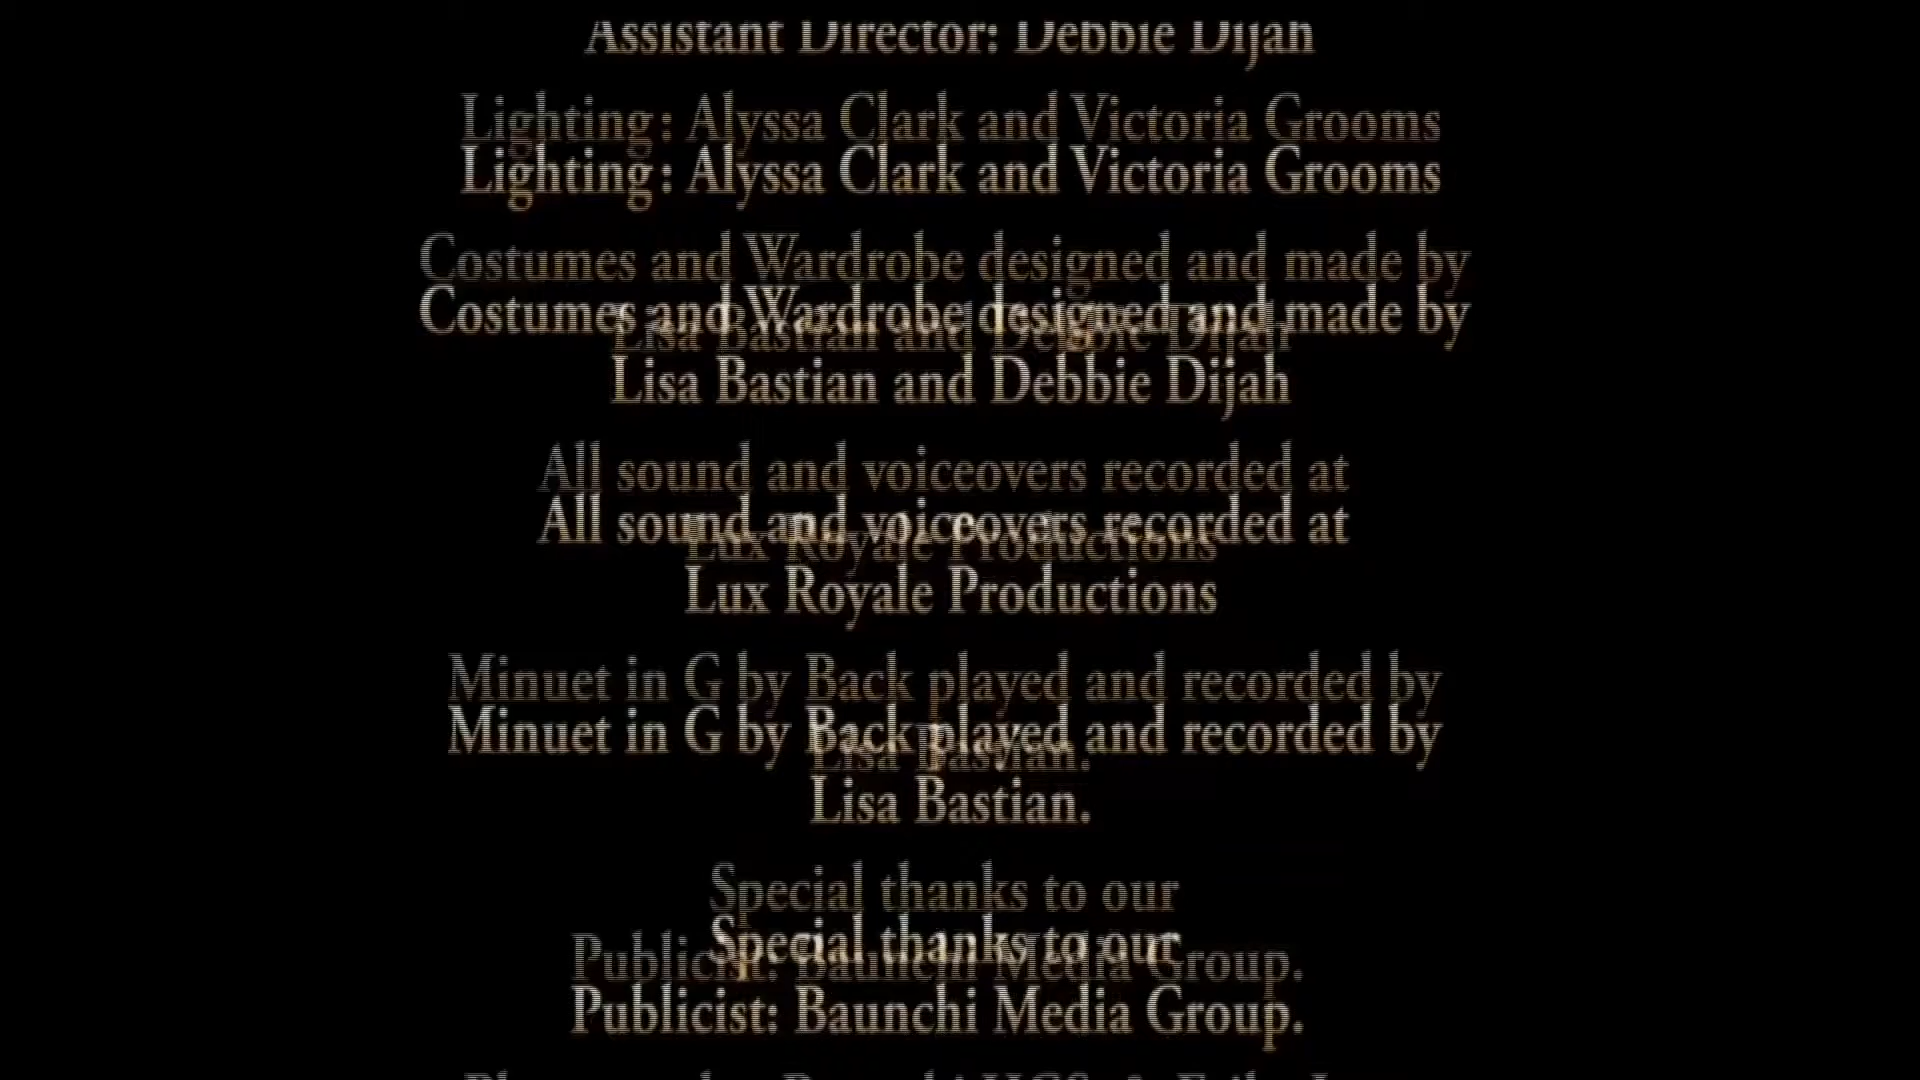 Assistant Director: Debbie Dijah
Lighting: Alyssa Clark and Victoria Grooms
Costumes and Wardrobe designed and made by
Lisa Bastian and Debbie Dijah
All sound and voiceovers recorded at
Lux Royale Productions
Minuet in G by Back played and recorded by
Lisa Bastian.
Special thanks to our
Publicist: Baunchi Media Group.